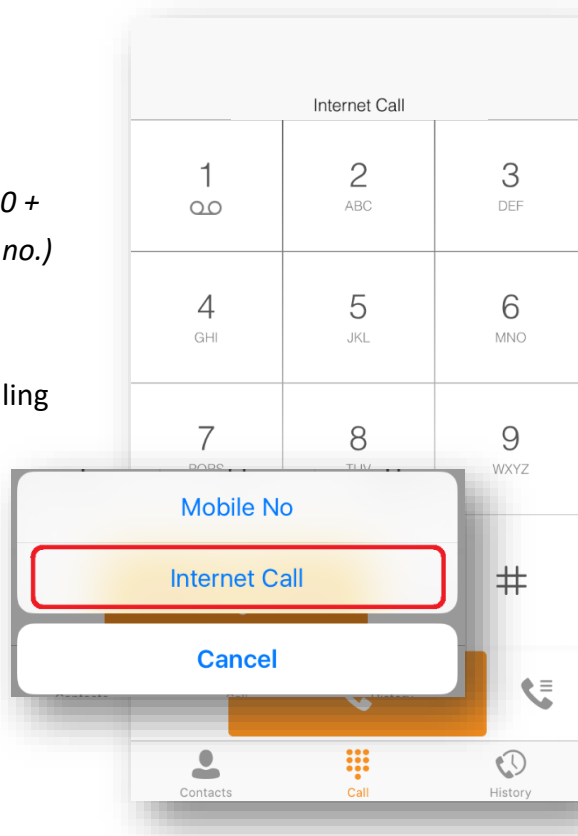 Internet Call
0 +
no.)
ling
1 2 3
ABC DEF
4 5 6
GHI JKL MNO
7 8 9
WXYZ
Mobile No
Internet Call
#
Cancel
Contacts Call History